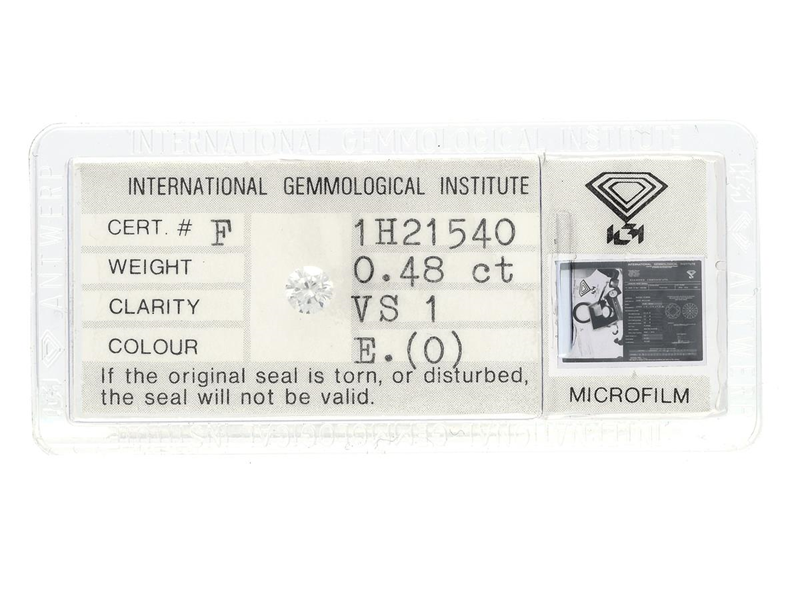 INTERNATIONAL GEMMOLOGICAL INSTITUTE
INTERNATIONAL GEMMOLOGICAL INSTITUTE
CERT. # F 1H21540
WEIGHT 0.48 ct
CLARITY VS 1
COLOUR E.(0)
If the original seal is torn, or disturbed,
the seal will not be valid.
IGI
MICROFILM
ANTWERP